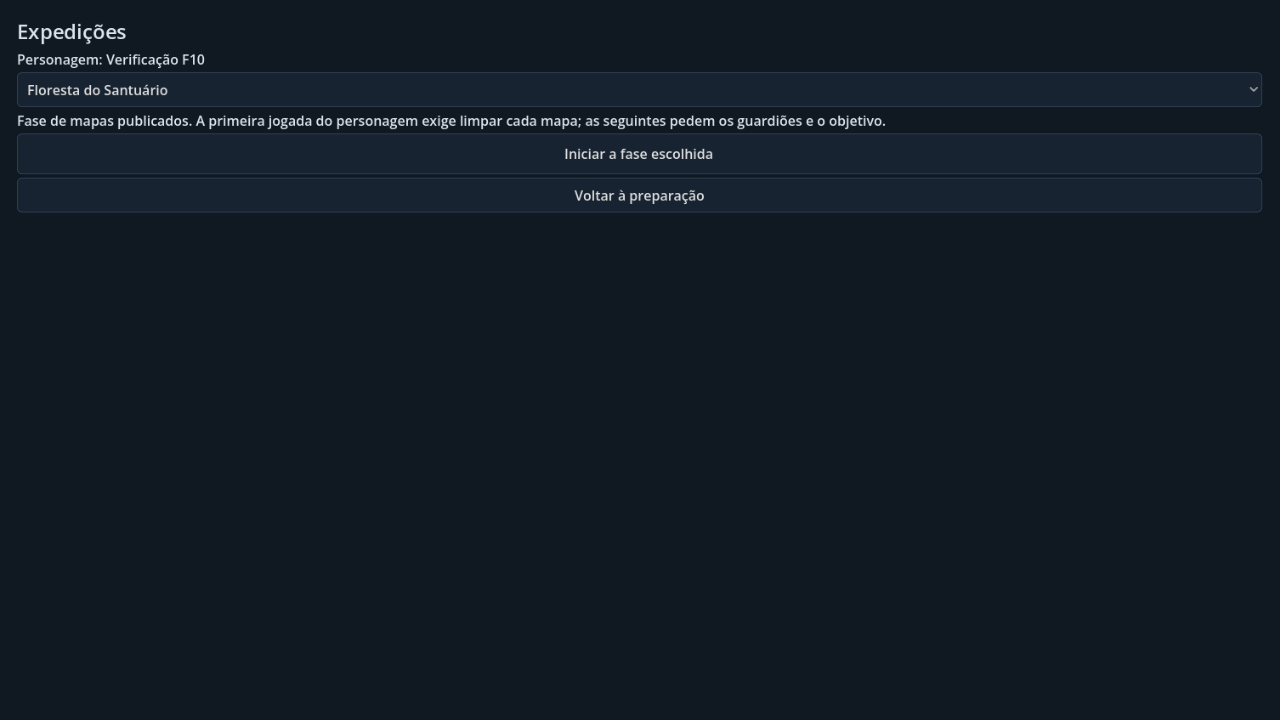 Expedições
Personagem: Verificação F10
Floresta do Santuário
Fase de mapas publicados. A primeira jogada do personagem exige limpar cada mapa; as seguintes pedem os guardiões e o objetivo.
Iniciar a fase escolhida
Voltar à preparação